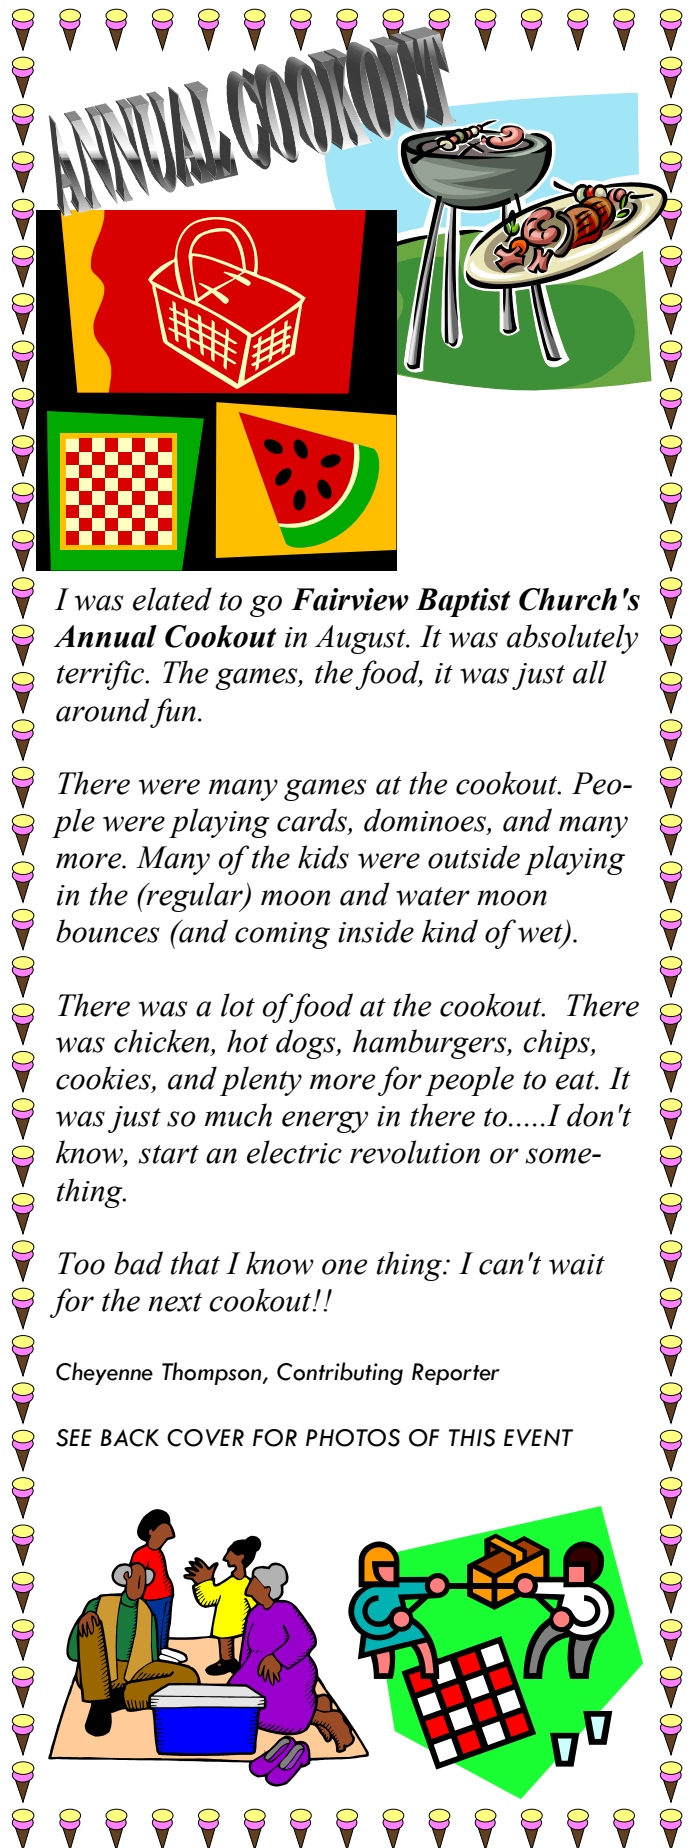 ANNUAL COOKOUT
I was elated to go Fairview Baptist Church's
Annual Cookout in August. It was absolutely
terrific. The games, the food, it was just all
around fun.
There were many games at the cookout. Peo-
ple were playing cards, dominoes, and many
more. Many of the kids were outside playing
in the (regular) moon and water moon
bounces (and coming inside kind of wet).
There was a lot of food at the cookout.  There
was chicken, hot dogs, hamburgers, chips,
cookies, and plenty more for people to eat. It
was just so much energy in there to.....I don't
know, start an electric revolution or some-
thing.
Too bad that I know one thing: I can't wait
for the next cookout!!
Cheyenne Thompson, Contributing Reporter
SEE BACK COVER FOR PHOTOS OF THIS EVENT